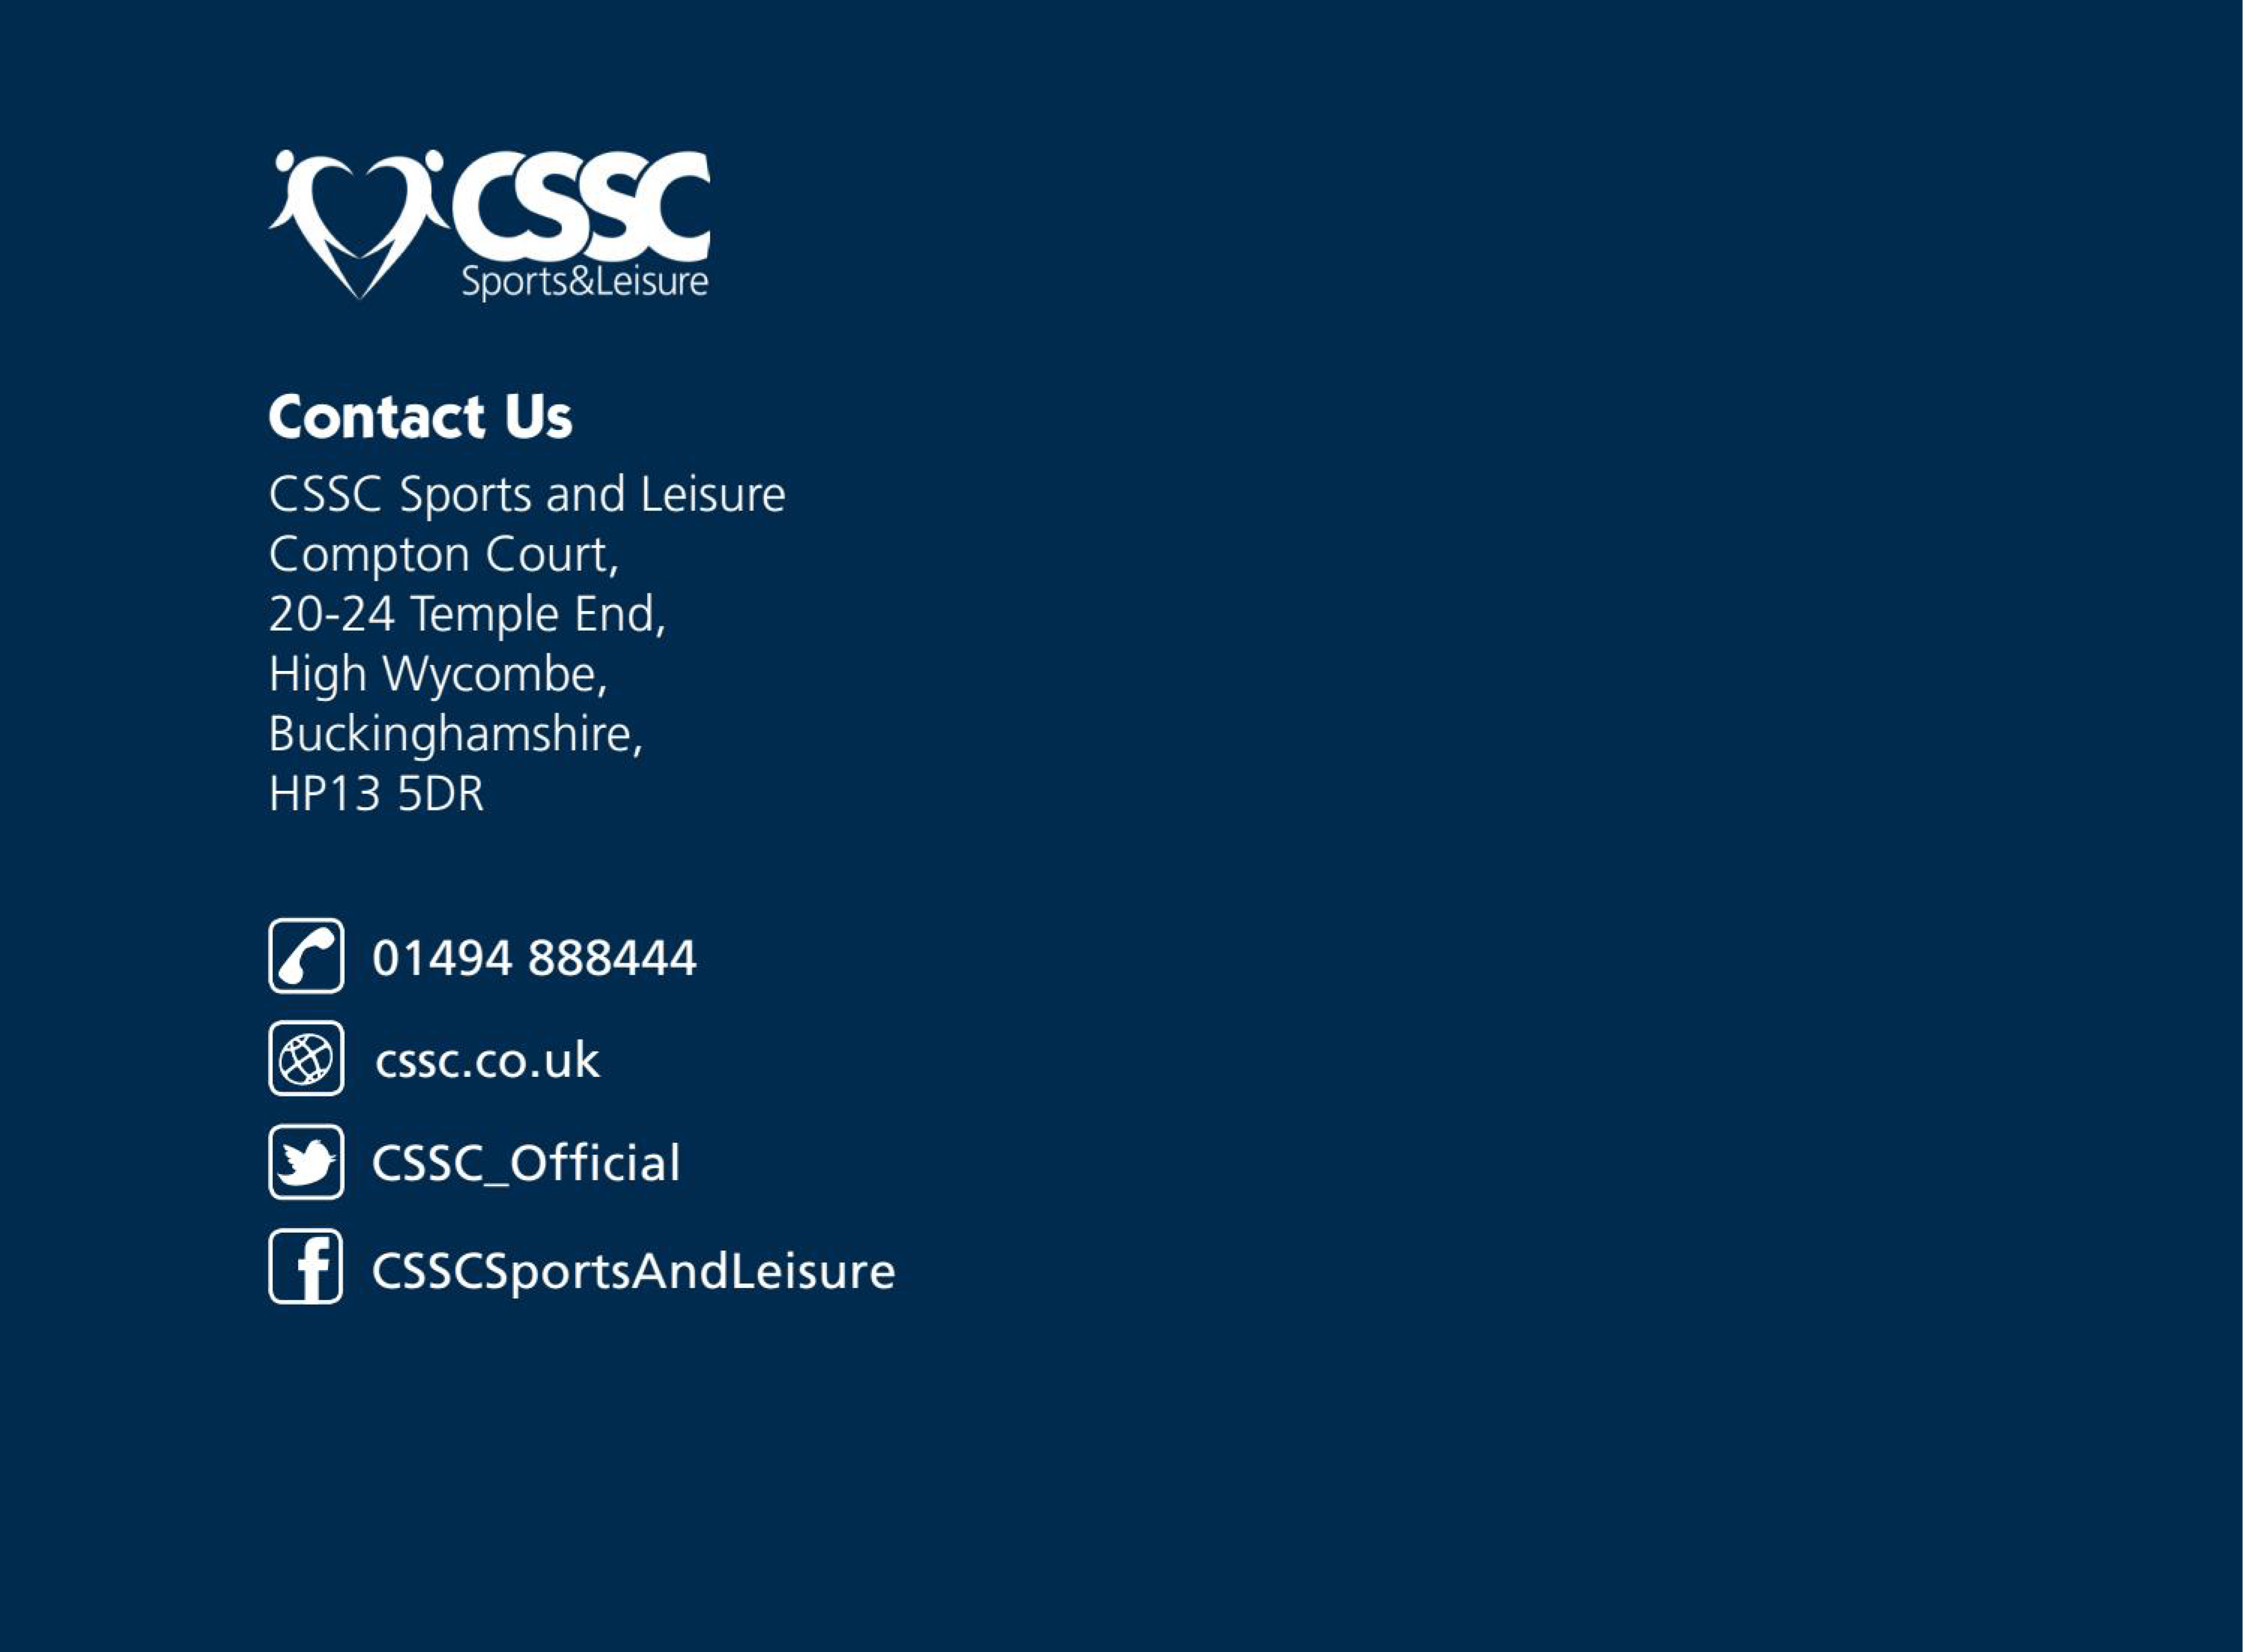 CSSC
Sports&Leisure
Contact Us
CSSC Sports and Leisure
Compton Court,
20-24 Temple End,
High Wycombe,
Buckinghamshire,
HP13 5DR
01494 888444
cssc.co.uk
CSSC_Official
CSSCSportsAndLeisure